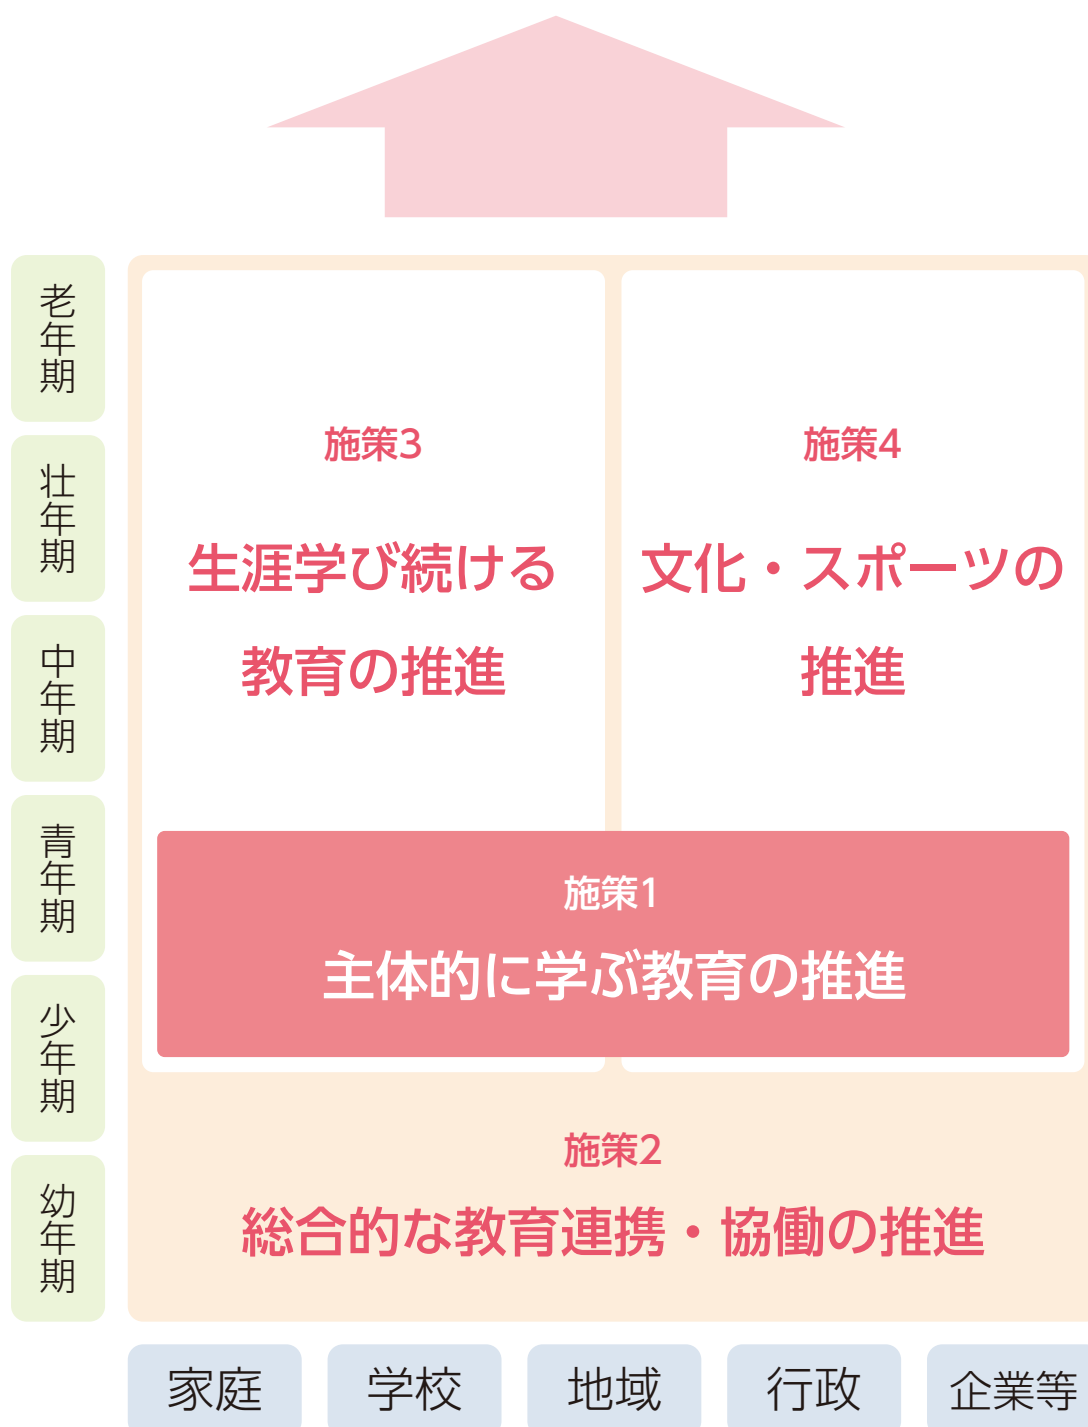 老年期
壮年期
中年期
青年期
少年期
幼年期
施策3
生涯学び続ける
教育の推進
施策4
文化・スポーツの
推進
施策1
主体的に学ぶ教育の推進
施策2
総合的な教育連携・協働の推進
家庭
学校
地域
行政
企業等